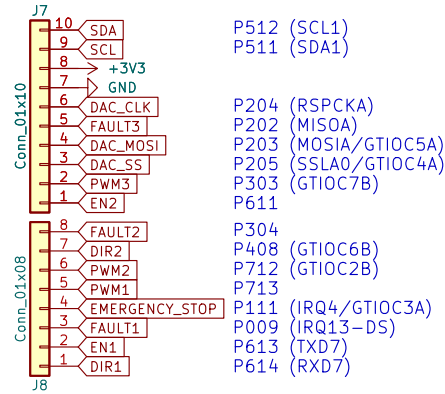 J7
10 SDA P512 (SCL1)
9 SCL P511 (SDA1)
8 +3V3
7 GND
6 DAC_CLK P204 (RSPCKA)
5 FAULT3 P202 (MISOA)
4 DAC_MOSI P203 (MOSIA/GTIOC5A)
3 DAC_SS P205 (SSLA0/GTIOC4A)
2 PWM3 P303 (GTIOC7B)
1 EN2 P611
Conn_01x10
8 FAULT2 P304
7 DIR2 P408 (GTIOC6B)
6 PWM2 P712 (GTIOC2B)
5 PWM1 P713
4 EMERGENCY_STOP P111 (IRQ4/GTIOC3A)
3 FAULT1 P009 (IRQ13-DS)
2 EN1 P613 (TXD7)
1 DIR1 P614 (RXD7)
Conn_01x08
J8